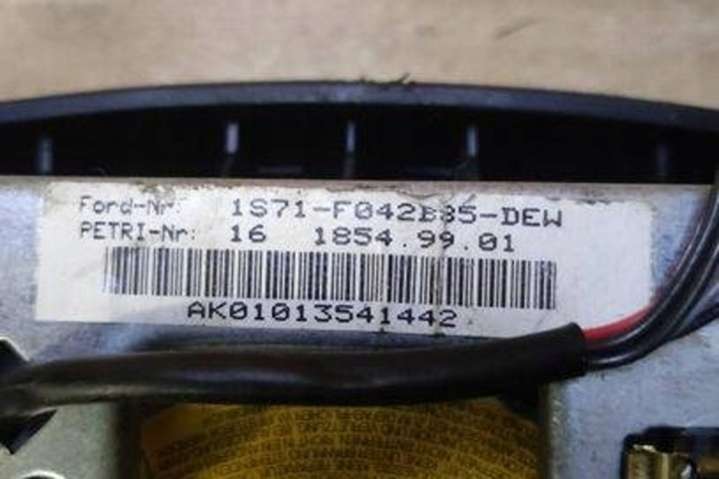 Ford-Nr: 1S71-F042B85-DEW
PETRI-Nr: 16 1854.99.01
AK01013541442